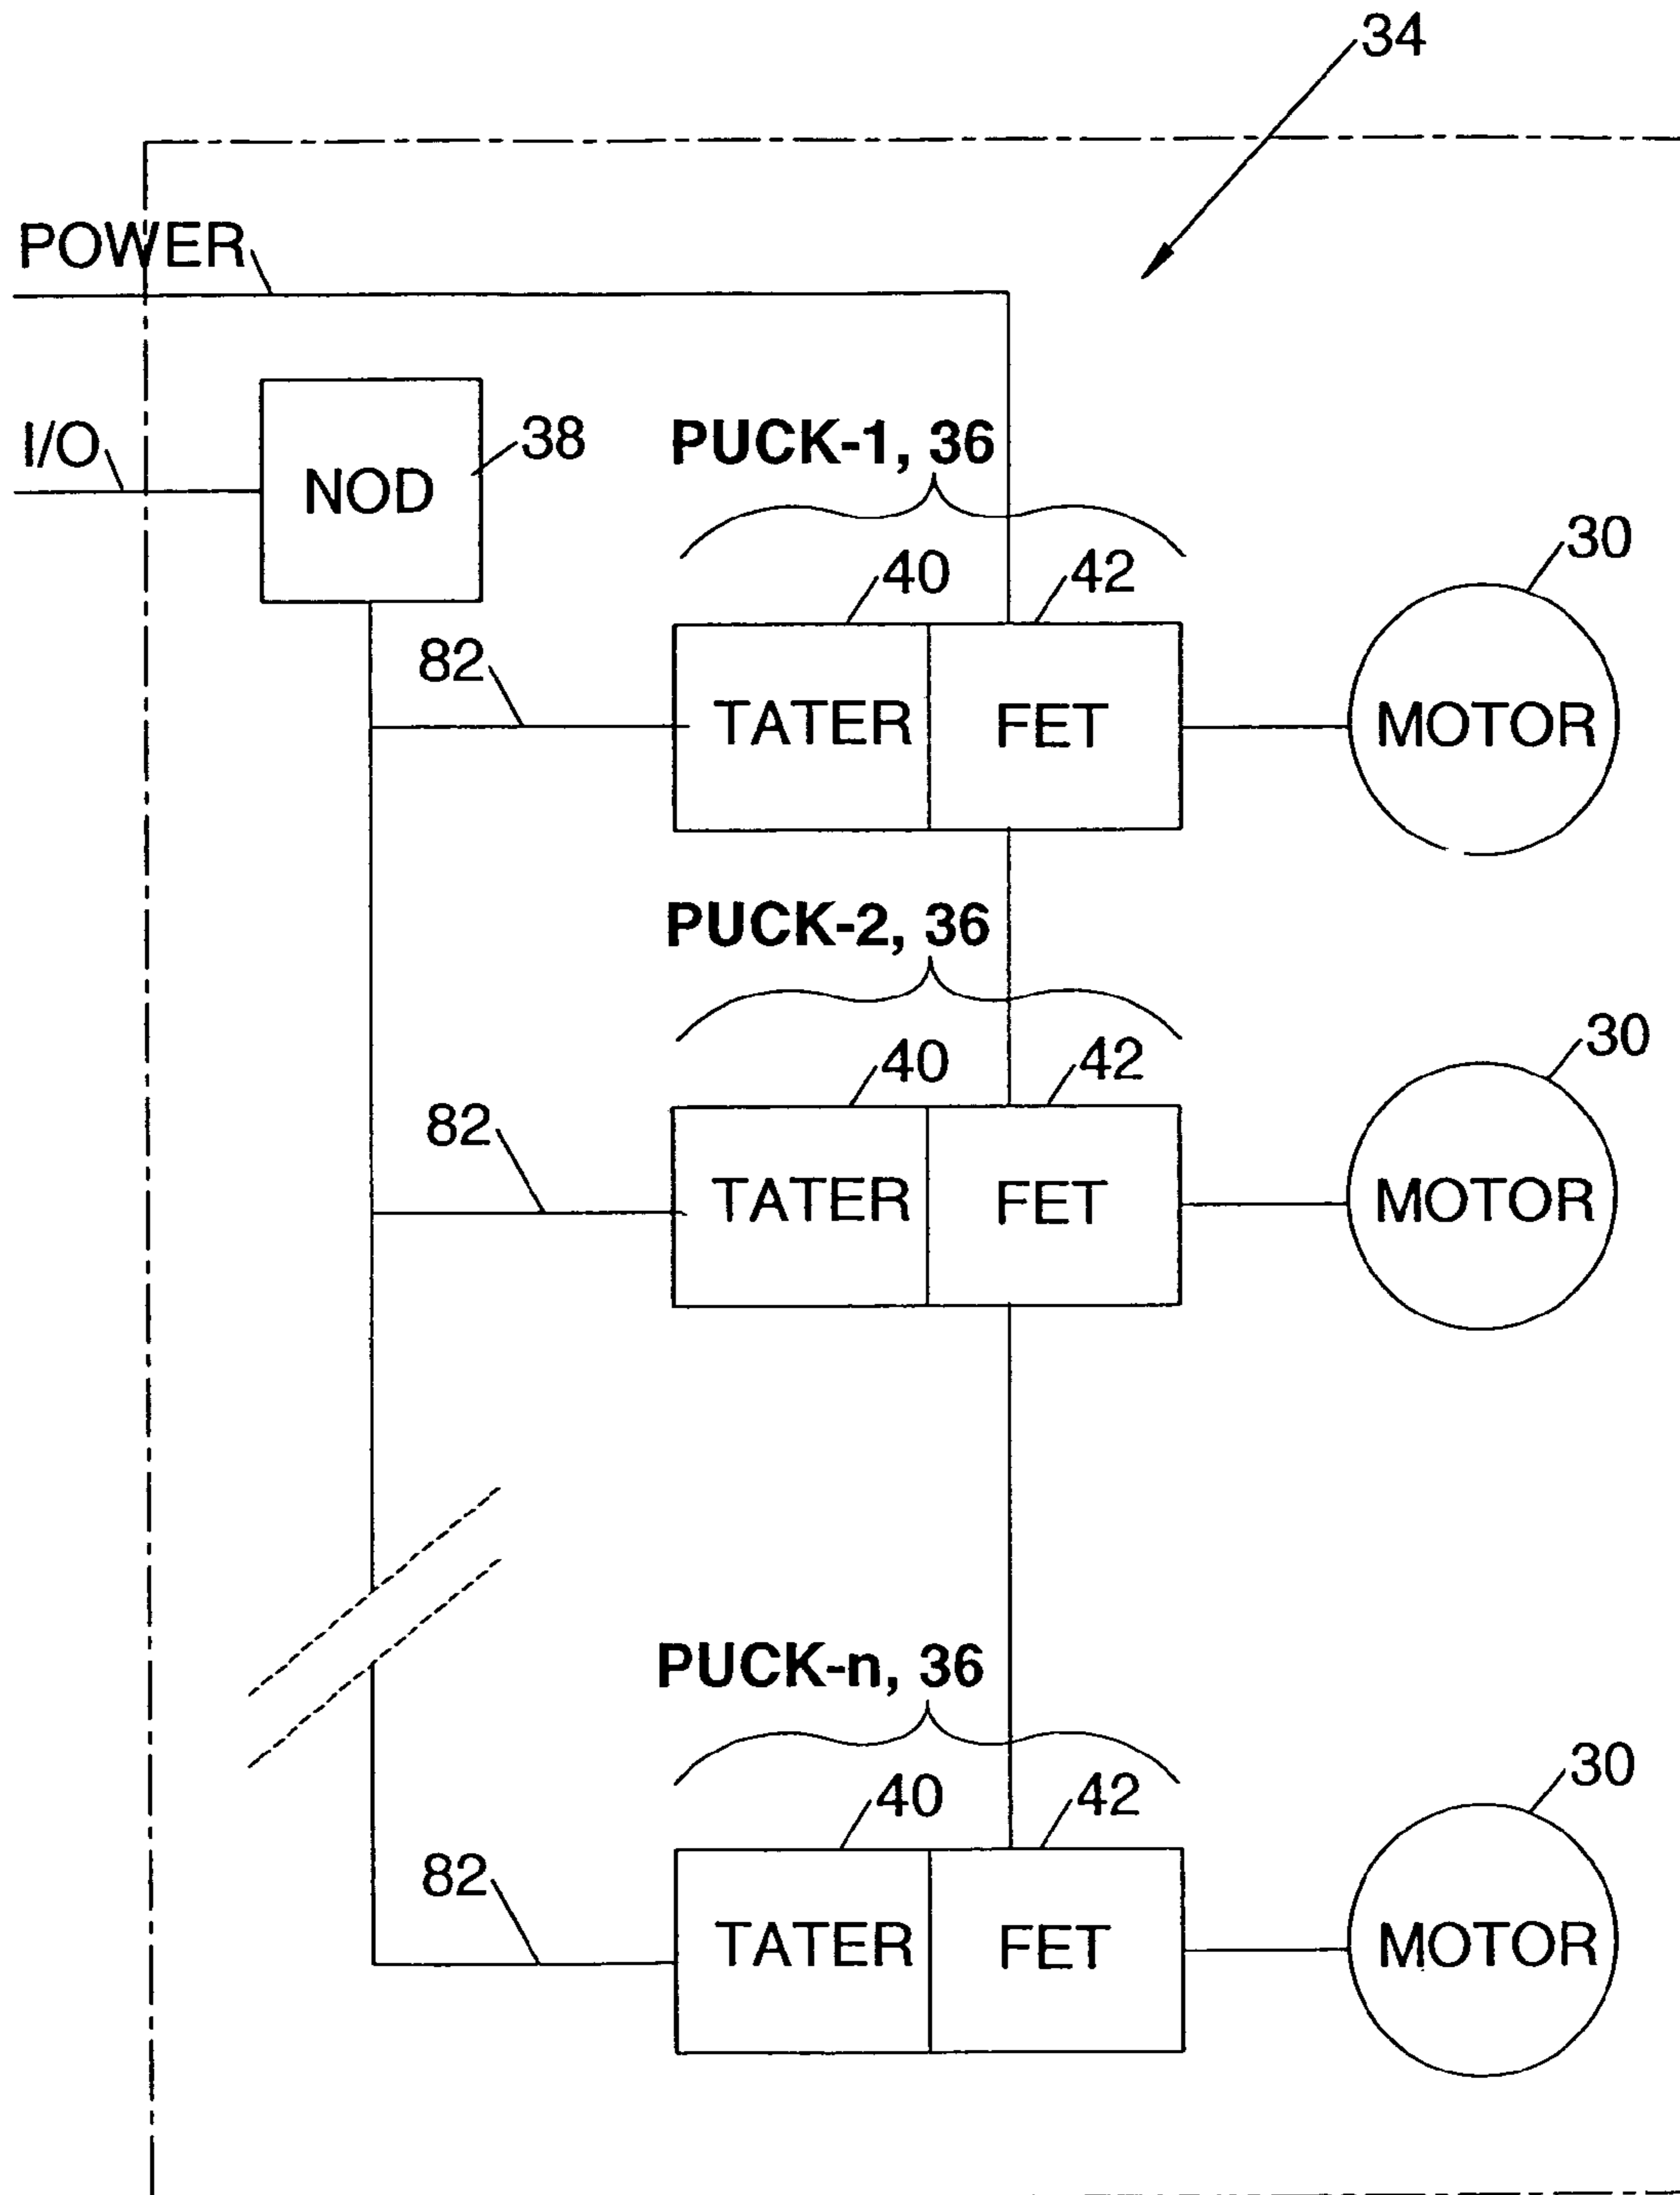 34
POWER
I/O
NOD
38
PUCK-1, 36
40
42
30
82
TATER
FET
MOTOR
PUCK-2, 36
40
42
30
82
TATER
FET
MOTOR
PUCK-n, 36
40
42
30
82
TATER
FET
MOTOR